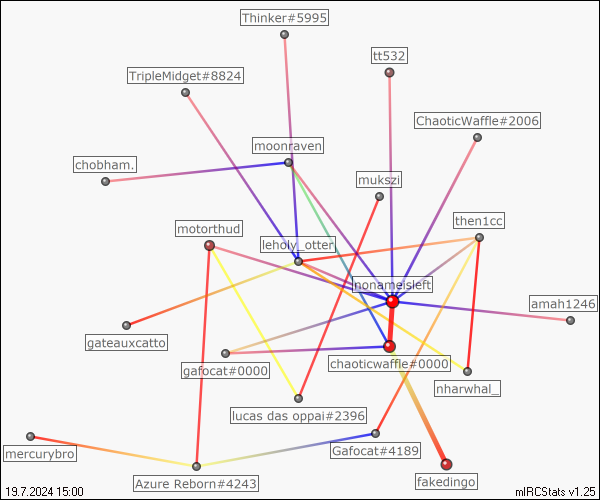 Thinker#5995
tt532
TripleMidget#8824
ChaoticWaffle#2006
moonraven
chobham.
mukszi
then1cc
motorthud
leholy_otter
nonameisleft
amah1246
gateauxcatto
gafocat#0000
chaoticwaffle#0000
nharwhal_
lucas das oppai#2396
mercurybro
Gafocat#4189
Azure Reborn#4243
fakedingo
19.7.2024 15:00
mIRCStats v1.25